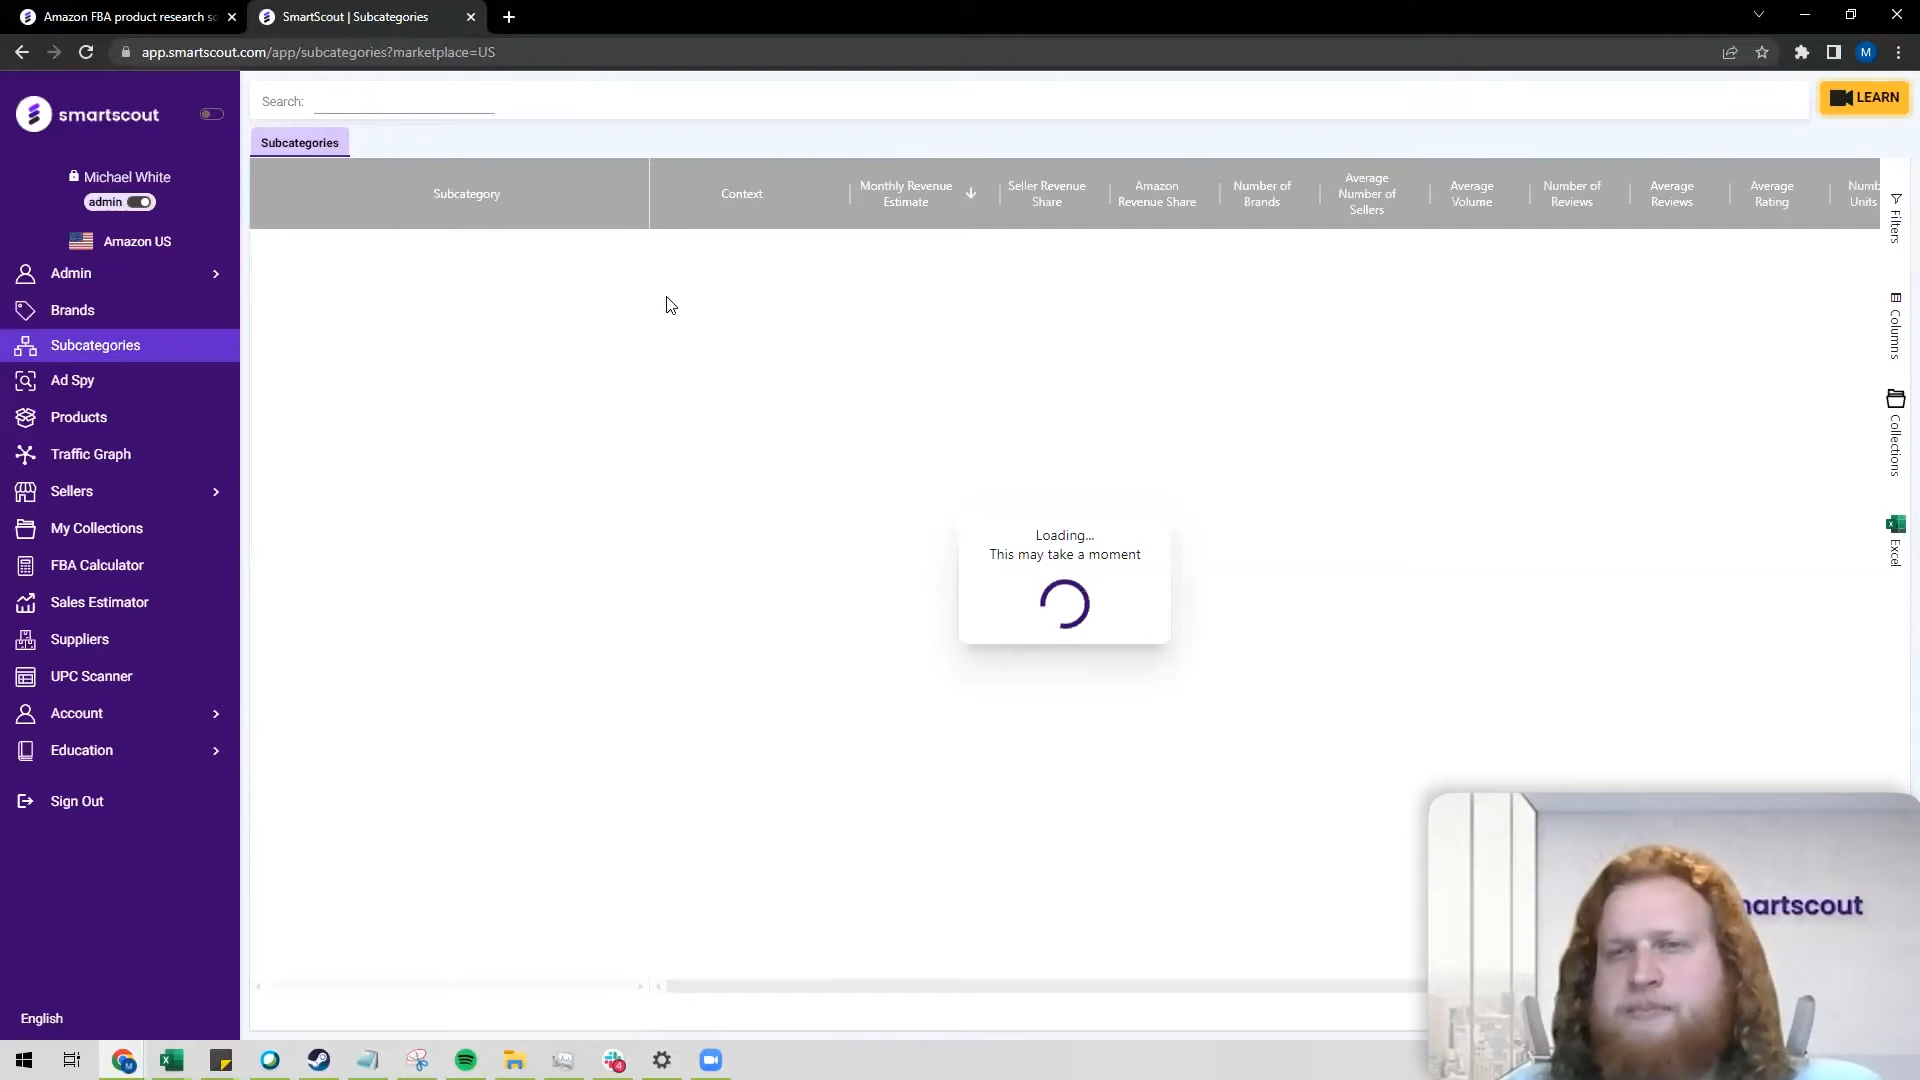 Amazon FBA product research so
SmartScout | Subcategories
app.smartscout.com/app/subcategories?marketplace=US
M
smartscout
Michael White
admin
Amazon US
Admin
Brands
Subcategories
Ad Spy
Products
Traffic Graph
Sellers
My Collections
FBA Calculator
Sales Estimator
Suppliers
UPC Scanner
Account
Education
Sign Out
English
Search:
LEARN
Subcategories
Subcategory
Context
Monthly Revenue
Estimate
Seller Revenue
Share
Amazon
Revenue Share
Number of
Brands
Average
Number of
Sellers
Average
Volume
Number of
Reviews
Average
Reviews
Average
Rating
Numb
Units
Filters
Columns
Collections
Excel
Loading...
This may take a moment
martscout
4